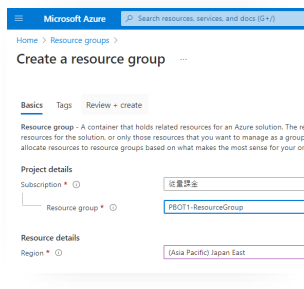 Microsoft Azure
Search resources, services, and docs (G+/)
Home > Resource groups >
Create a resource group ...
Basics Tags Review + create
Resource group - A container that holds related resources for an Azure solution. The re
resources for the solution, or only those resources that you want to manage as a group
allocate resources to resource groups based on what makes the most sense for your or
Project details
Subscription *
從量課金
Resource group *
PBOT1-ResourceGroup
Resource details
Region *
(Asia Pacific) Japan East